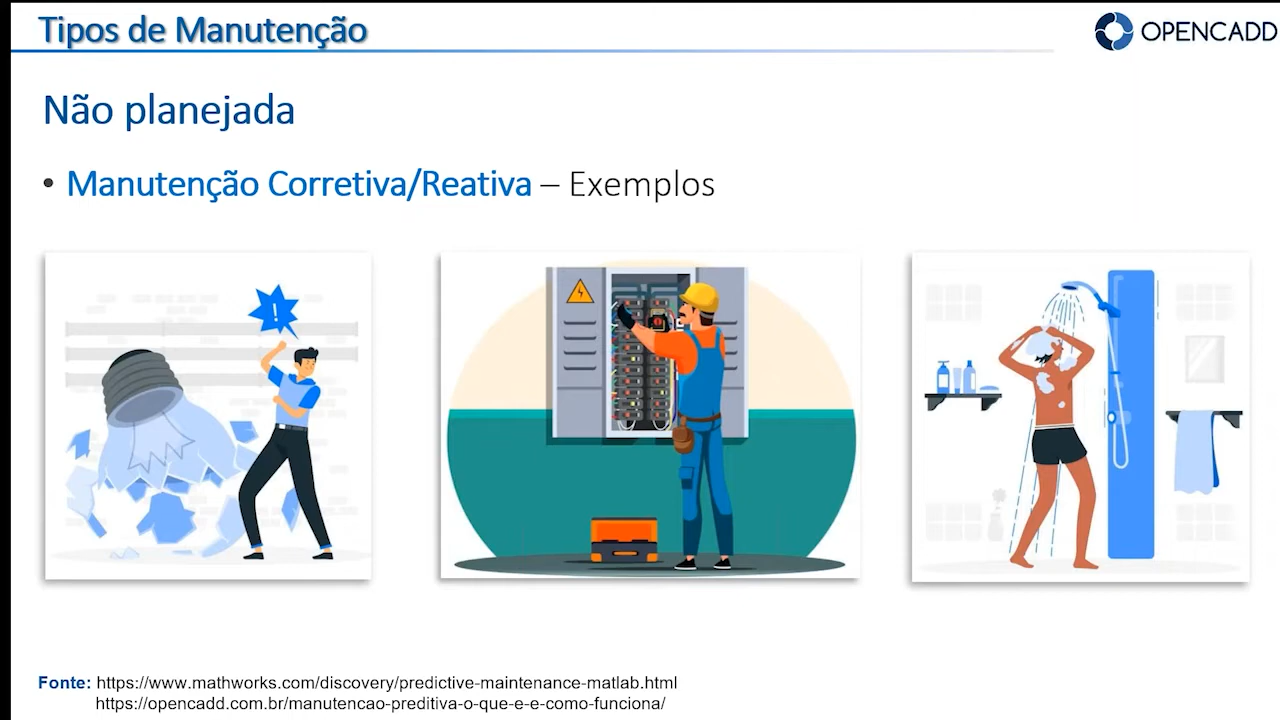 Tipos de Manutenção
OPENCADD
Não planejada
• Manutenção Corretiva/Reativa – Exemplos
!
Fonte: https://www.mathworks.com/discovery/predictive-maintenance-matlab.html
https://opencadd.com.br/manutencao-preditiva-o-que-e-e-como-funciona/